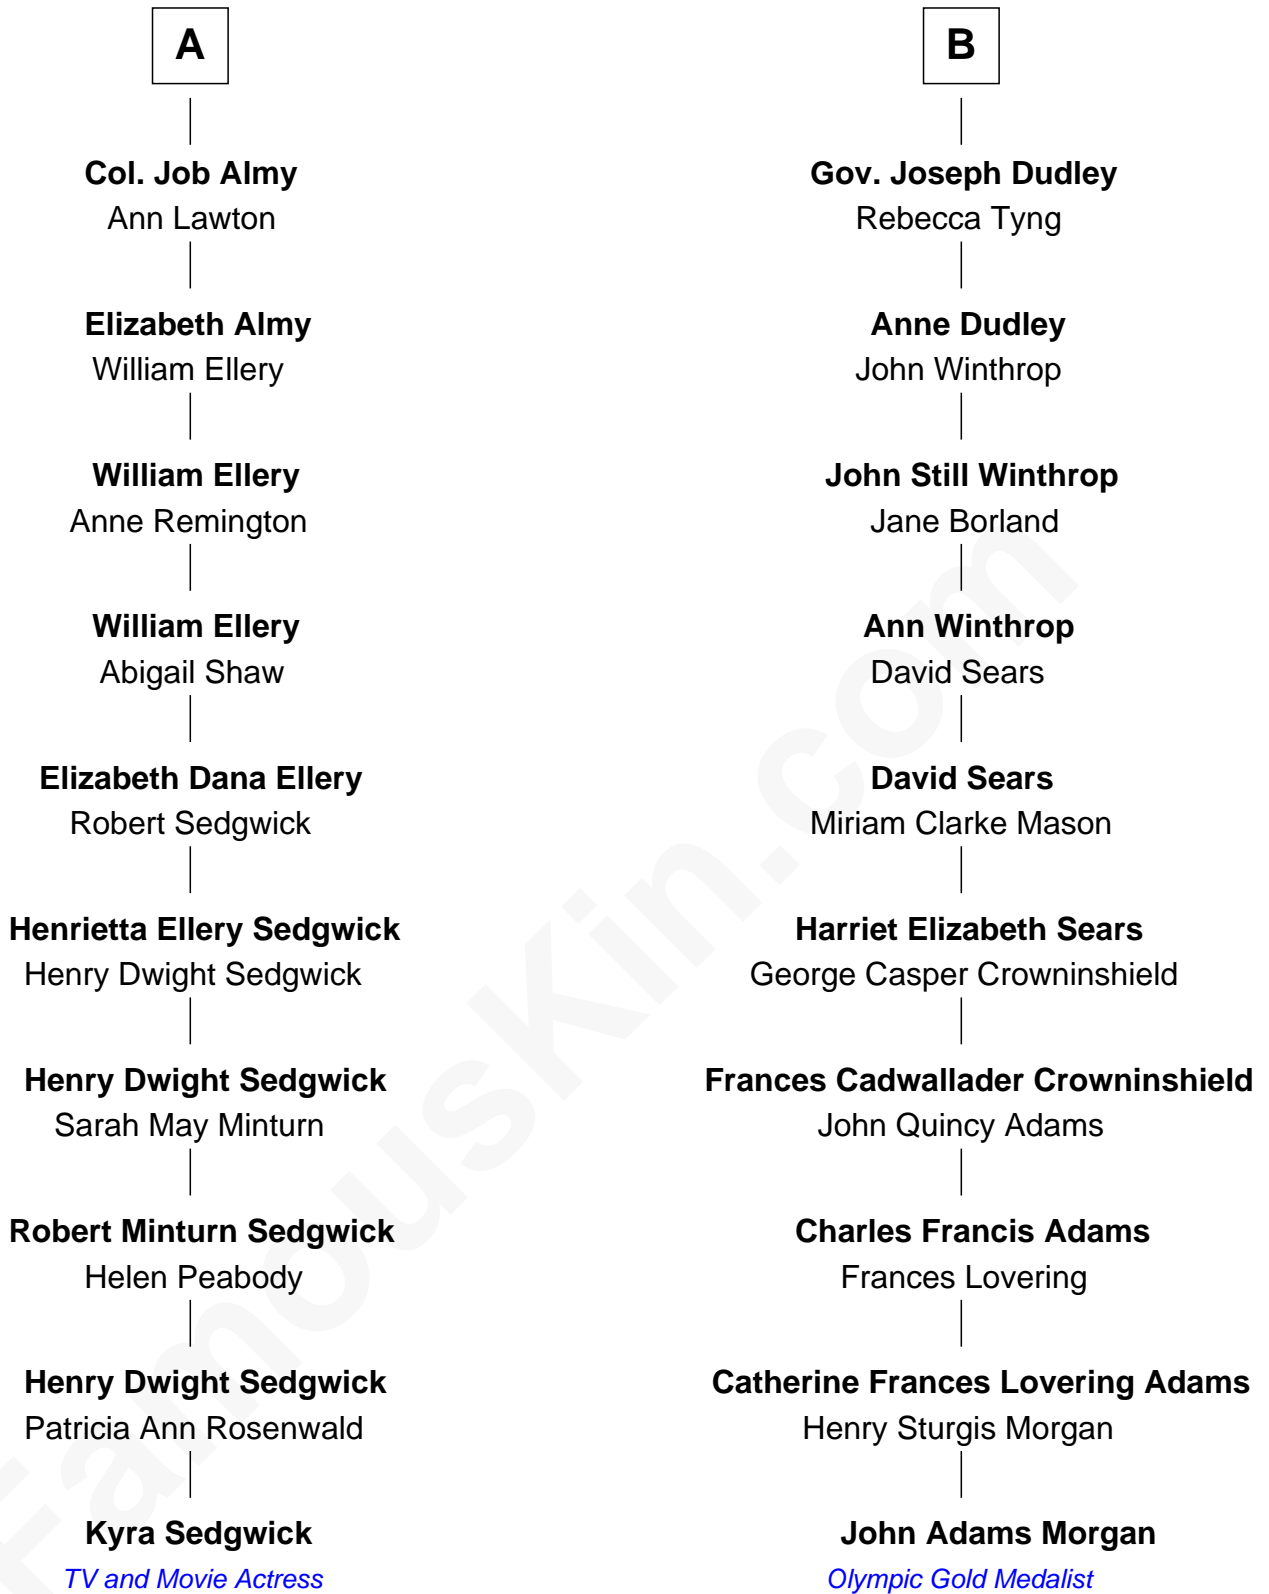 A
Col. Job Almy
Ann Lawton
Elizabeth Almy
William Ellery
William Ellery
Anne Remington
William Ellery
Abigail Shaw
Elizabeth Dana Ellery
Robert Sedgwick
Henrietta Ellery Sedgwick
Henry Dwight Sedgwick
Henry Dwight Sedgwick
Sarah May Minturn
Robert Minturn Sedgwick
Helen Peabody
Henry Dwight Sedgwick
Patricia Ann Rosenwald
Kyra Sedgwick
TV and Movie Actress
B
Gov. Joseph Dudley
Rebecca Tyng
Anne Dudley
John Winthrop
John Still Winthrop
Jane Borland
Ann Winthrop
David Sears
David Sears
Miriam Clarke Mason
Harriet Elizabeth Sears
George Casper Crowninshield
Frances Cadwallader Crowninshield
John Quincy Adams
Charles Francis Adams
Frances Lovering
Catherine Frances Lovering Adams
Henry Sturgis Morgan
John Adams Morgan
Olympic Gold Medalist
FamousKin.com